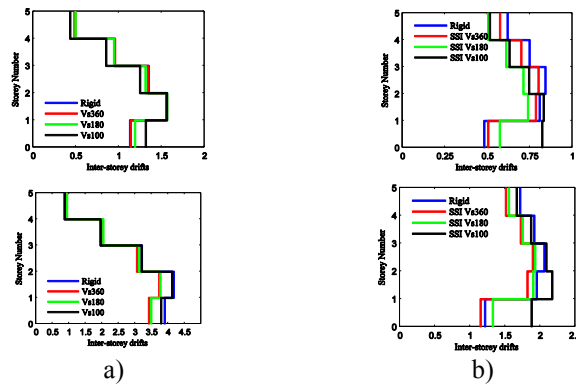 5
4
3
2
1
0
Storey Number
Rigid
Vs360
Vs180
Vs100
0 0.5 1 1.5 2
Inter-storey drifts
5
4
3
2
1
0
Storey Number
Rigid
SSI Vs360
SSI Vs180
SSI Vs100
0 0.25 0.5 0.75 1
Inter-storey drifts
5
4
3
2
1
0
Storey Number
Rigid
Vs360
Vs180
Vs100
0 0.5 1 1.5 2 2.5 3 3.5 4 4.5
Inter-storey drifts
5
4
3
2
1
0
Storey Number
Rigid
SSI Vs360
SSI Vs180
SSI Vs100
0 0.5 1 1.5 2 2.5
Inter-storey drifts
a)
b)